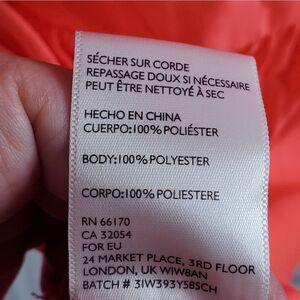 SÉCHER SUR CORDE
REPASSAGE DOUX SI NÉCESSAIRE
PEUT ÊTRE NETTOYÉ À SEC
HECHO EN CHINA
CUERPO:100% POLIÉSTER
BODY:100% POLYESTER
CORPO:100% POLIESTERE
RN 66170
CA 32054
FOR EU
24 MARKET PLACE, 3RD FLOOR
LONDON, UK W1W8AN
BATCH # 31W393Y5B5CH